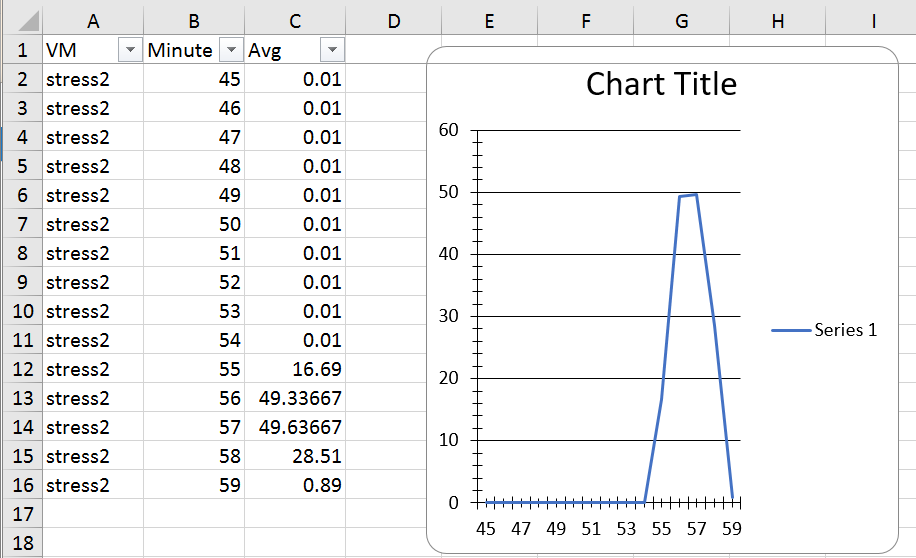 A B C D E F G H I
1 VM Minute Avg
2 stress2 45 0.01
3 stress2 46 0.01
4 stress2 47 0.01
5 stress2 48 0.01
6 stress2 49 0.01
7 stress2 50 0.01
8 stress2 51 0.01
9 stress2 52 0.01
10 stress2 53 0.01
11 stress2 54 0.01
12 stress2 55 16.69
13 stress2 56 49.33667
14 stress2 57 49.63667
15 stress2 58 28.51
16 stress2 59 0.89
17
18
Chart Title
60
50
40
30
20
10
0
45 47 49 51 53 55 57 59
Series 1